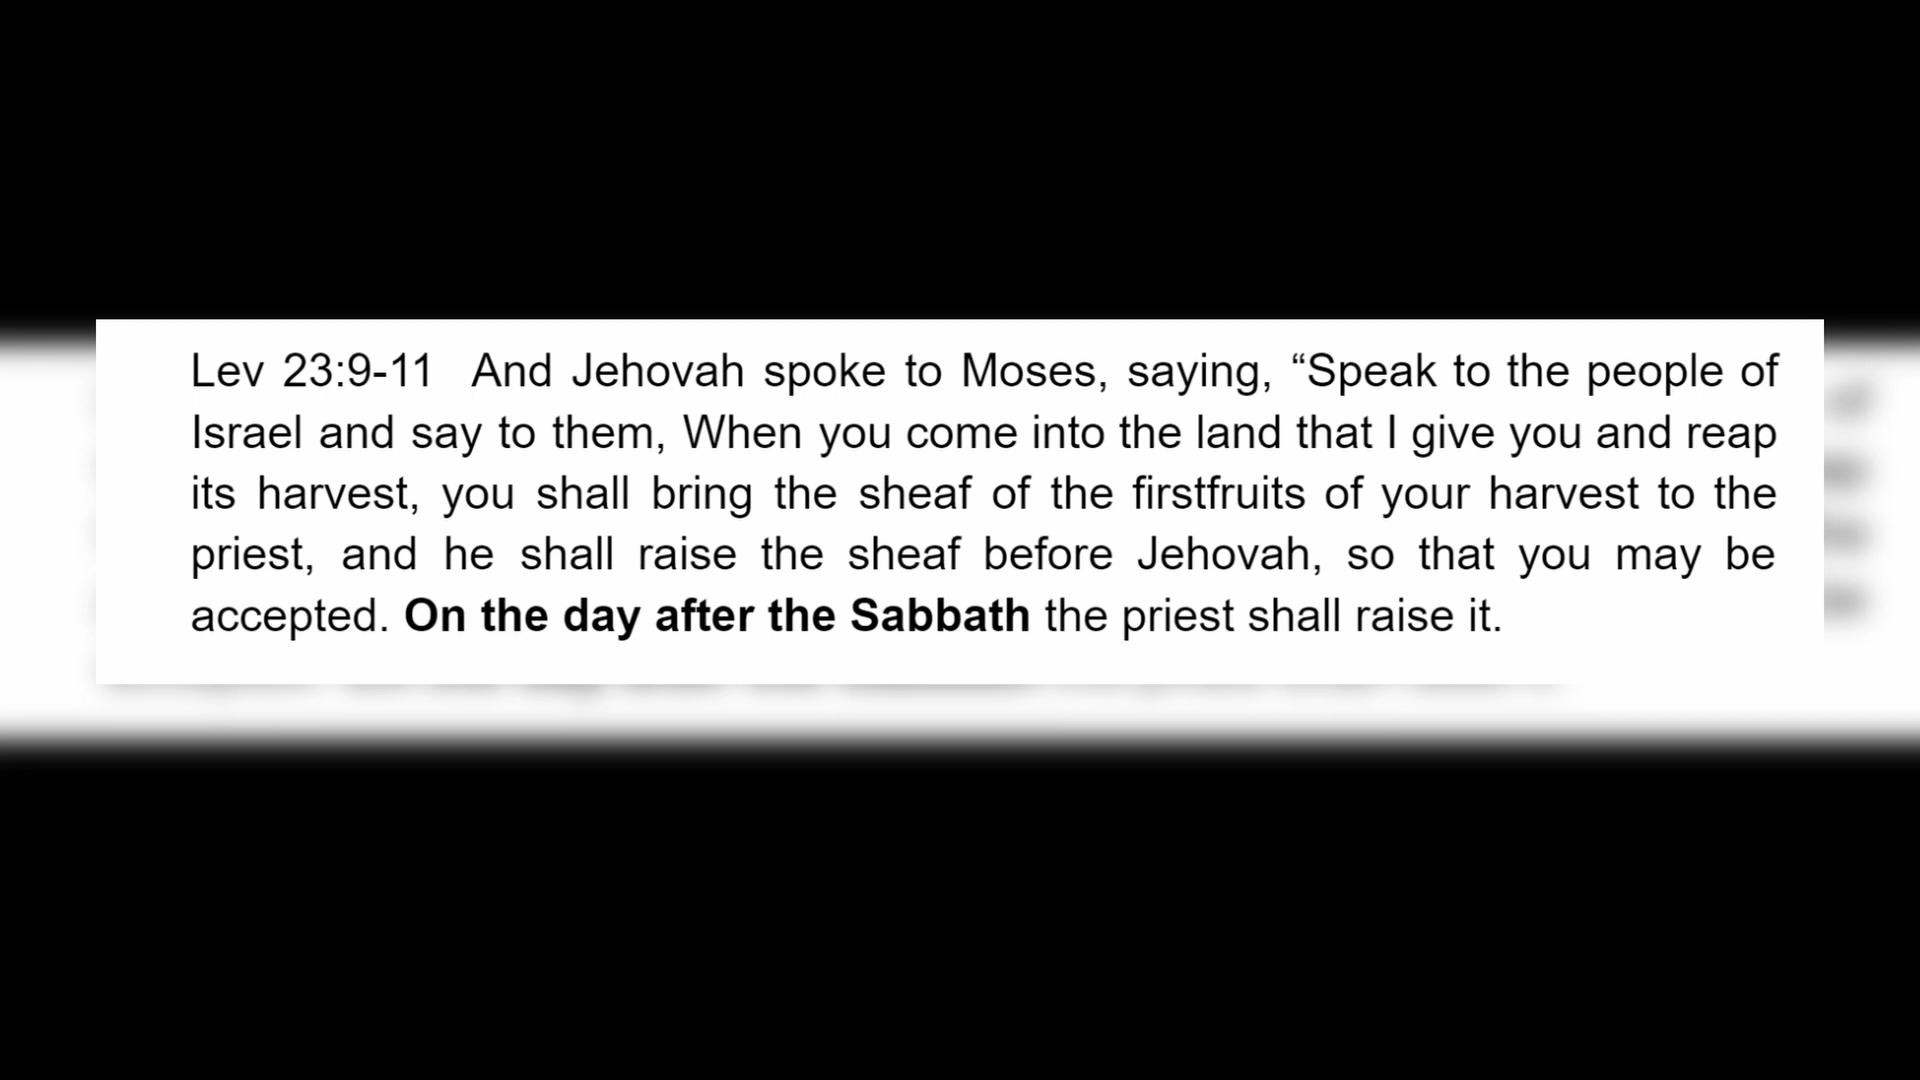 Lev 23:9-11 And Jehovah spoke to Moses, saying, “Speak to the people of
Israel and say to them, When you come into the land that I give you and reap
its harvest, you shall bring the sheaf of the firstfruits of your harvest to the
priest, and he shall raise the sheaf before Jehovah, so that you may be
accepted. On the day after the Sabbath the priest shall raise it.